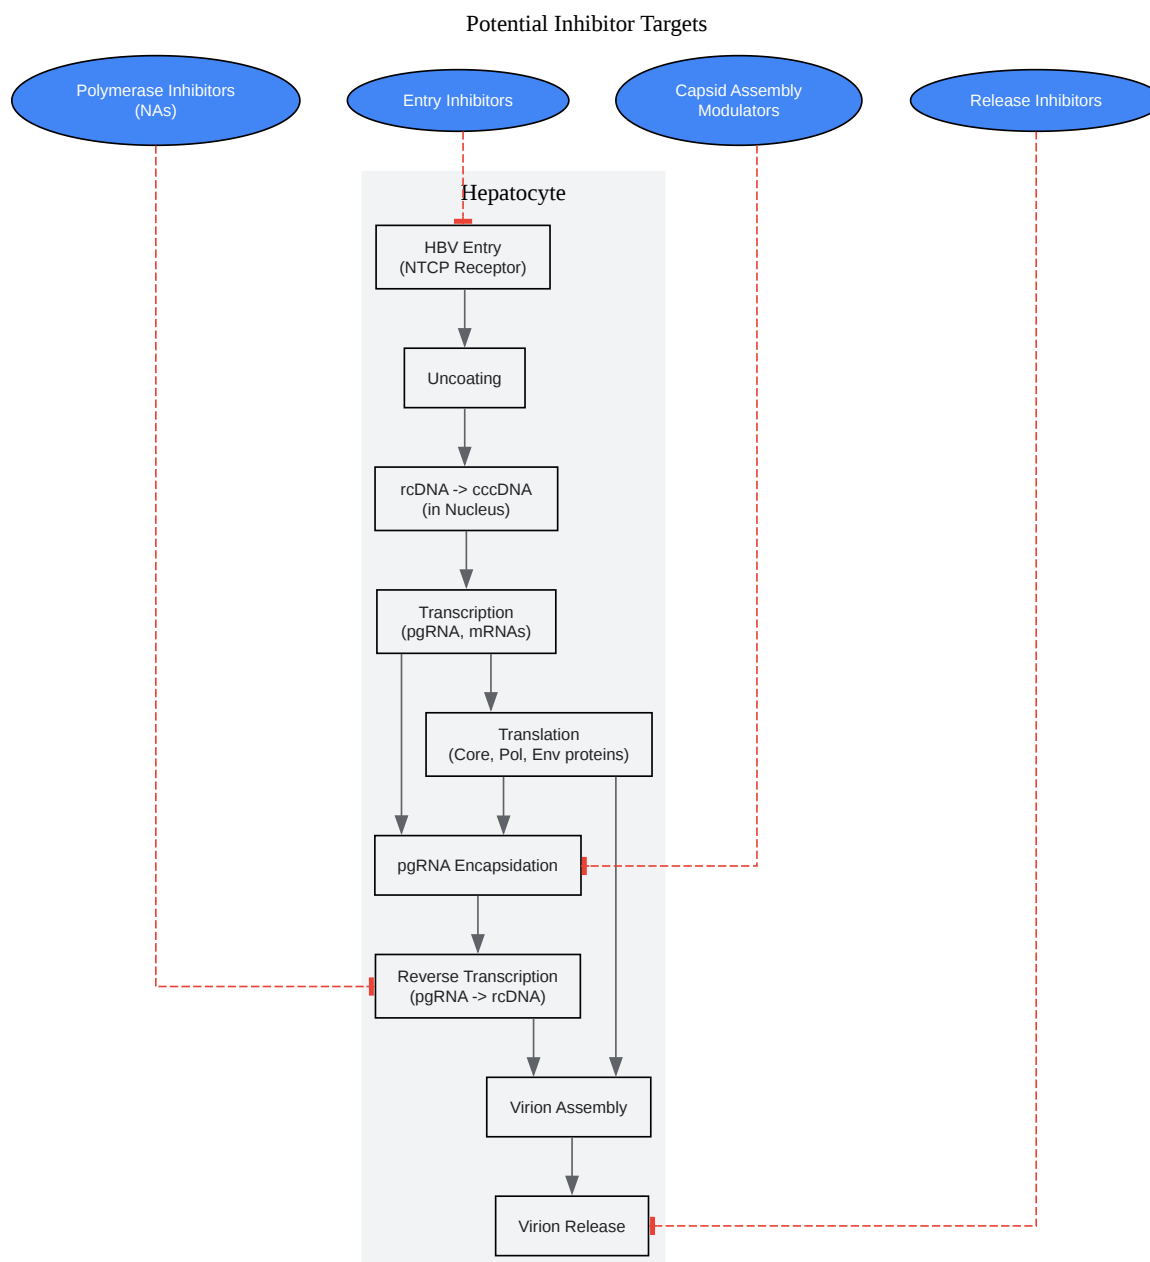 Potential Inhibitor Targets
Polymerase Inhibitors
(NAs)
Entry Inhibitors
Capsid Assembly
Modulators
Release Inhibitors
Hepatocyte
HBV Entry
(NTCP Receptor)
Uncoating
rcDNA -> cccDNA
(in Nucleus)
Transcription
(pgRNA, mRNAs)
Translation
(Core, Pol, Env proteins)
pgRNA Encapsidation
Reverse Transcription
(pgRNA -> rcDNA)
Virion Assembly
Virion Release